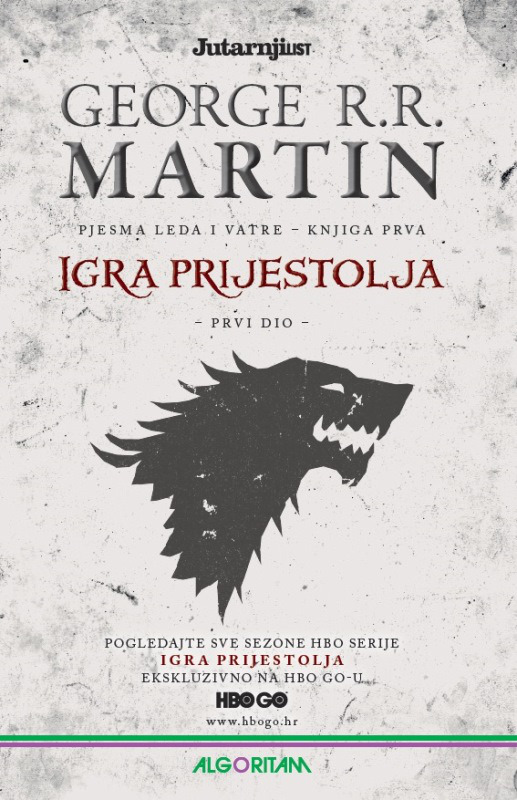 Jutarnji LIST
GEORGE R.R.
MARTIN
PJESMA LEDA I VATRE – KNJIGA PRVA
IGRA PRIJESTOLJA
– PRVI DIO –
POGLEDAJTE SVE SEZONE HBO SERIJE
IGRA PRIJESTOLJA
EKSKLUZIVNO NA HBO GO-U
HBO GO
www.hbogo.hr
ALGORITAM